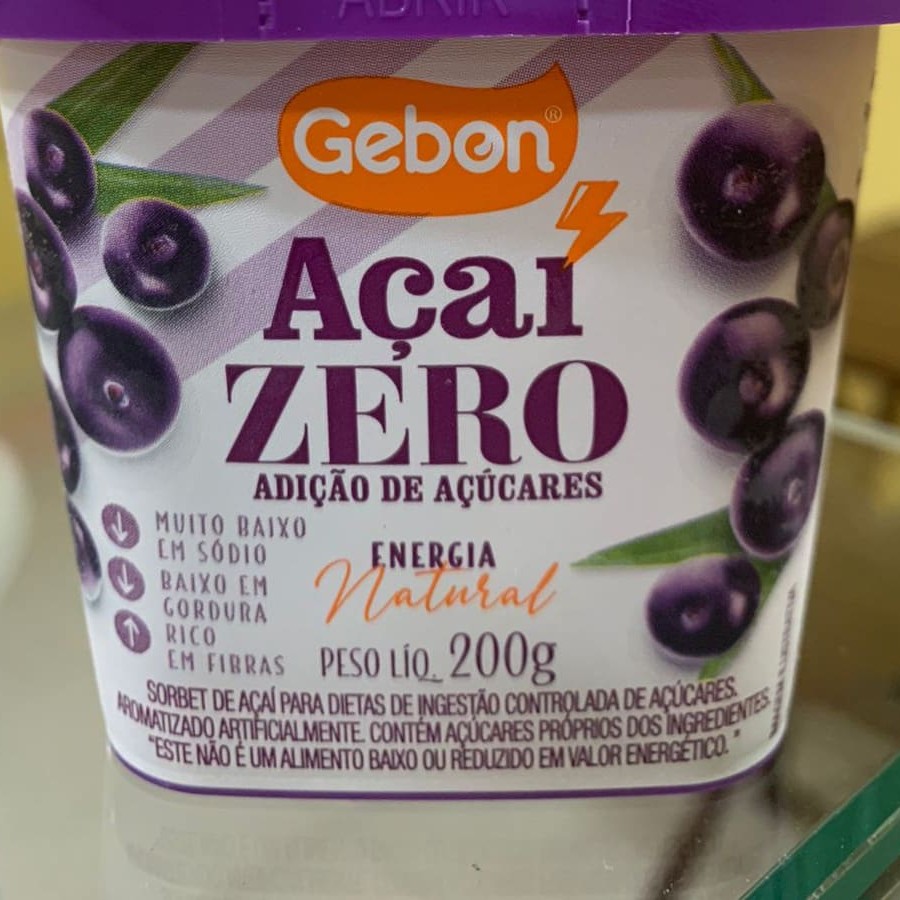 ABRIR
Gebon®
Açaí
ZERO
ADIÇÃO DE AÇÚCARES
MUITO BAIXO
EM SÓDIO
BAIXO EM
GORDURA
RICO
EM FIBRAS
ENERGIA
Natural
PESO LÍQ. 200g
SORBET DE AÇAÍ PARA DIETAS DE INGESTÃO CONTROLADA DE AÇÚCARES.
AROMATIZADO ARTIFICIALMENTE. CONTÉM AÇÚCARES PRÓPRIOS DOS INGREDIENTES.
"ESTE NÃO É UM ALIMENTO BAIXO OU REDUZIDO EM VALOR ENERGÉTICO."